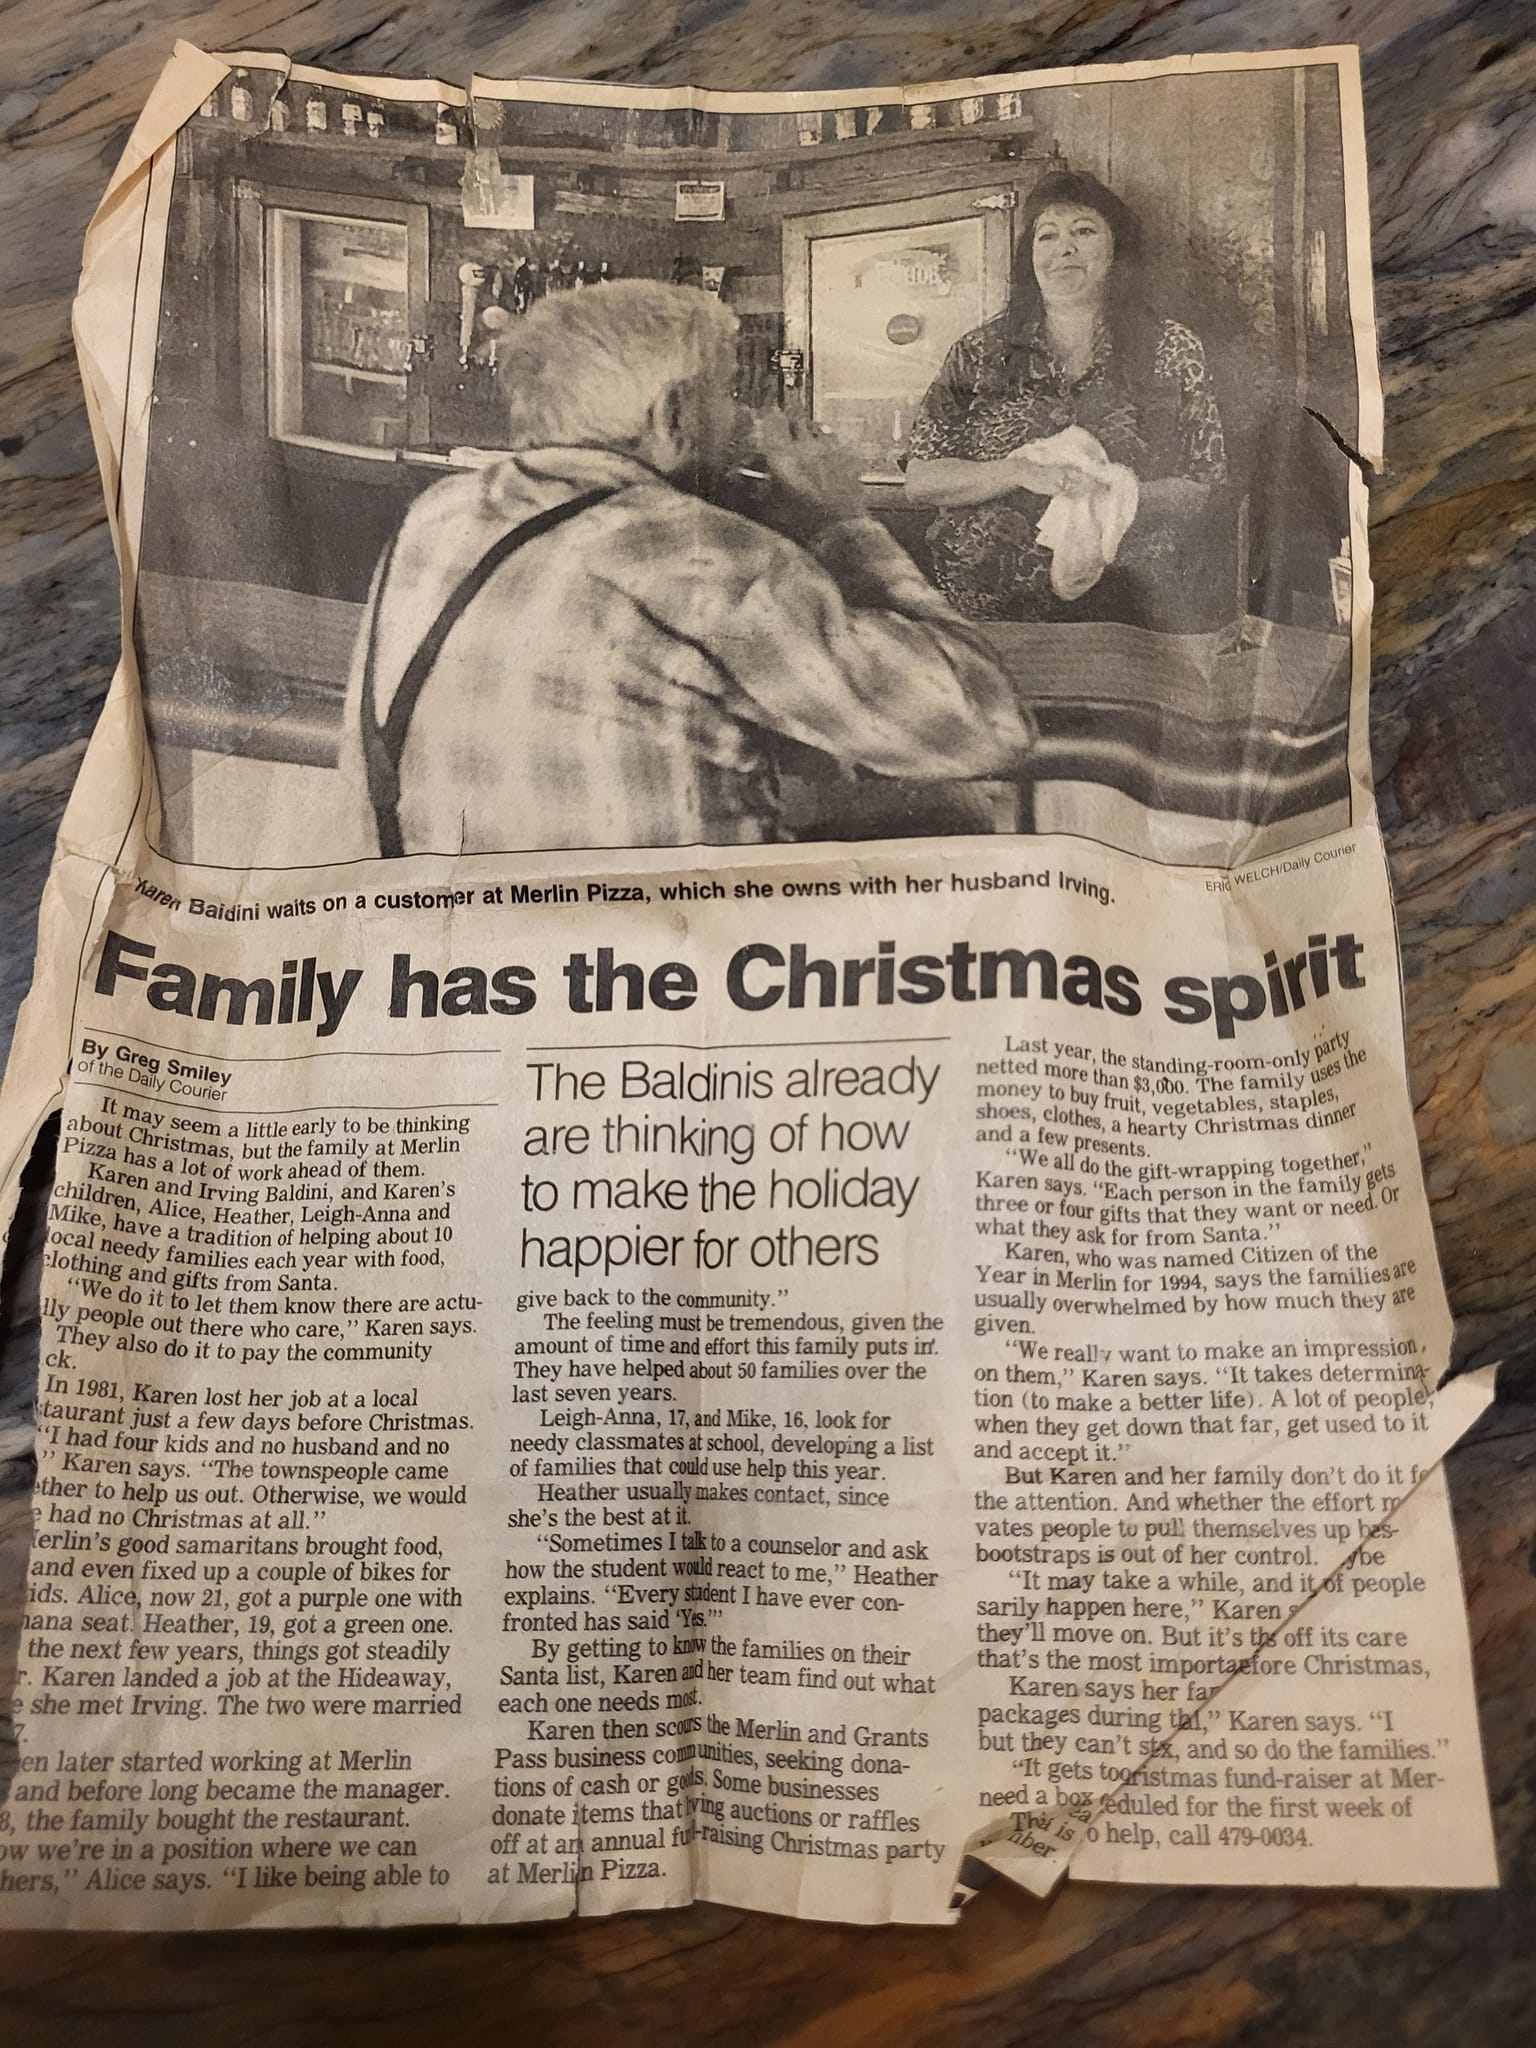 Karen Baldini waits on a customer at Merlin Pizza, which she owns with her husband Irving.
ERIC WELCH/Daily Courier
Family has the Christmas spirit
By Greg Smiley
of the Daily Courier
It may seem a little early to be thinking
about Christmas, but the family at Merlin
Pizza has a lot of work ahead of them.
Karen and Irving Baldini, and Karen's
children, Alice, Heather, Leigh-Anna and
Mike, have a tradition of helping about 10
local needy families each year with food,
clothing and gifts from Santa.
"We do it to let them know there are actu-
lly people out there who care," Karen says.
They also do it to pay the community
ck.
In 1981, Karen lost her job at a local
staurant just a few days before Christmas.
"I had four kids and no husband and no
" Karen says. "The townspeople came
ether to help us out. Otherwise, we would
e had no Christmas at all."
Merlin's good samaritans brought food,
and even fixed up a couple of bikes for
ids. Alice, now 21, got a purple one with
nana seat. Heather, 19, got a green one.
the next few years, things got steadily
r. Karen landed a job at the Hideaway,
e she met Irving. The two were married
7.
en later started working at Merlin
and before long became the manager.
8, the family bought the restaurant.
ow we're in a position where we can
hers," Alice says. "I like being able to
The Baldinis already
are thinking of how
to make the holiday
happier for others
give back to the community."
The feeling must be tremendous, given the
amount of time and effort this family puts in.
They have helped about 50 families over the
last seven years.
Leigh-Anna, 17, and Mike, 16, look for
needy classmates at school, developing a list
of families that could use help this year.
Heather usually makes contact, since
she's the best at it.
"Sometimes I talk to a counselor and ask
how the student would react to me," Heather
explains. "Every student I have ever con-
fronted has said 'Yes.'"
By getting to know the families on their
Santa list, Karen and her team find out what
each one needs most.
Karen then scours the Merlin and Grants
Pass business communities, seeking dona-
tions of cash or goods. Some businesses
donate items that Irving auctions or raffles
off at an annual fund-raising Christmas party
at Merlin Pizza.
Last year, the standing-room-only party
netted more than $3,000. The family uses the
money to buy fruit, vegetables, staples,
shoes, clothes, a hearty Christmas dinner
and a few presents.
"We all do the gift-wrapping together,"
Karen says. "Each person in the family gets
three or four gifts that they want or need. Or
what they ask for from Santa."
Karen, who was named Citizen of the
Year in Merlin for 1994, says the families are
usually overwhelmed by how much they are
given.
"We really want to make an impression
on them," Karen says. "It takes determina-
tion (to make a better life). A lot of people,
when they get down that far, get used to it
and accept it."
But Karen and her family don't do it fo
the attention. And whether the effort m
vates people to pull themselves up
bootstraps is out of her control. ybe
"It may take a while, and it of people
sarily happen here," Karen s
they'll move on. But it's off its care
that's the most efore Christmas,
Karen says her fa
packages during " Karen says. "I
but they can't x, and so do the families."
"It gets to ristmas fund-raiser at Mer-
need a box eduled for the first week of
o help, call 479-0034.
mber.